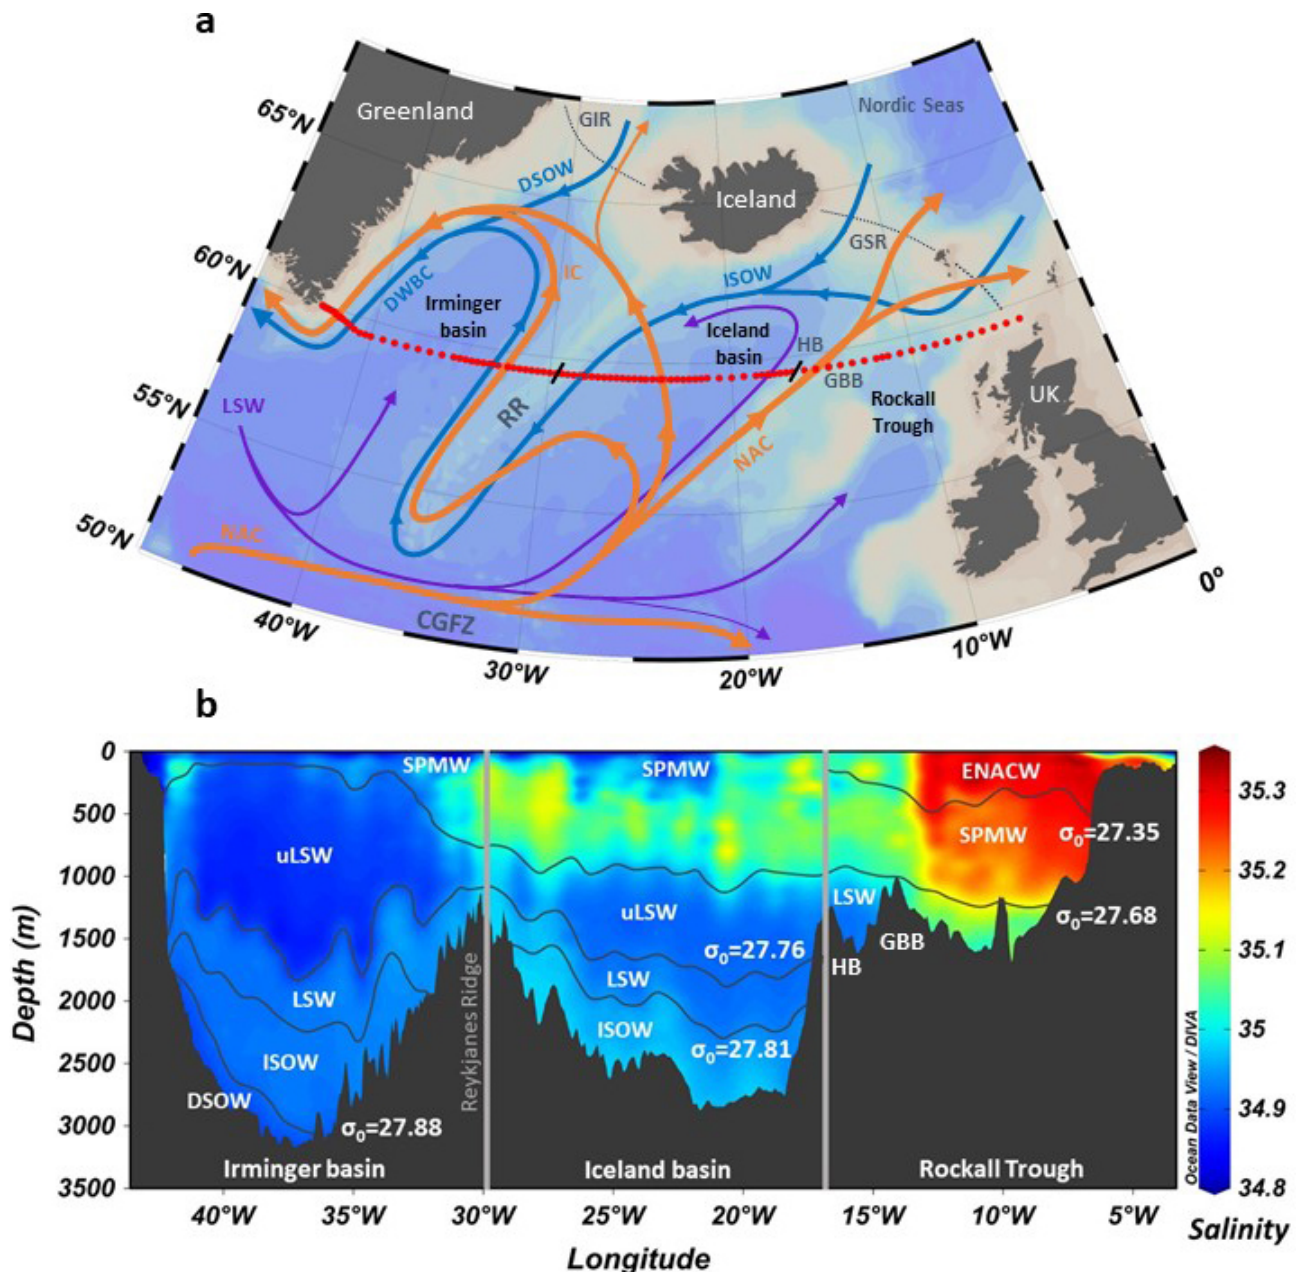 a
Greenland
GIR
Nordic Seas
65°N
DSOW
Iceland
GSR
60°N
DWBC
IC
ISOW
Irminger
basin
Iceland
basin
HB
GBB
55°N
LSW
RR
Rockall
Trough
UK
NAC
50°N
NAC
CGFZ
0°
40°W
30°W
20°W
10°W
b
0
500
1000
1500
2000
2500
3000
3500
Depth (m)
SPMW
SPMW
ENACW
SPMW
σ0=27.35
uLSW
uLSW
LSW
σ0=27.68
GBB
σ0=27.76
HB
LSW
LSW
ISOW
ISOW
σ0=27.81
DSOW
σ0=27.88
Reykjanes Ridge
Irminger basin
Iceland basin
Rockall Trough
40°W
35°W
30°W
25°W
20°W
15°W
10°W
5°W
Longitude
Ocean Data View / DIVA
35.3
35.2
35.1
35
34.9
34.8
Salinity